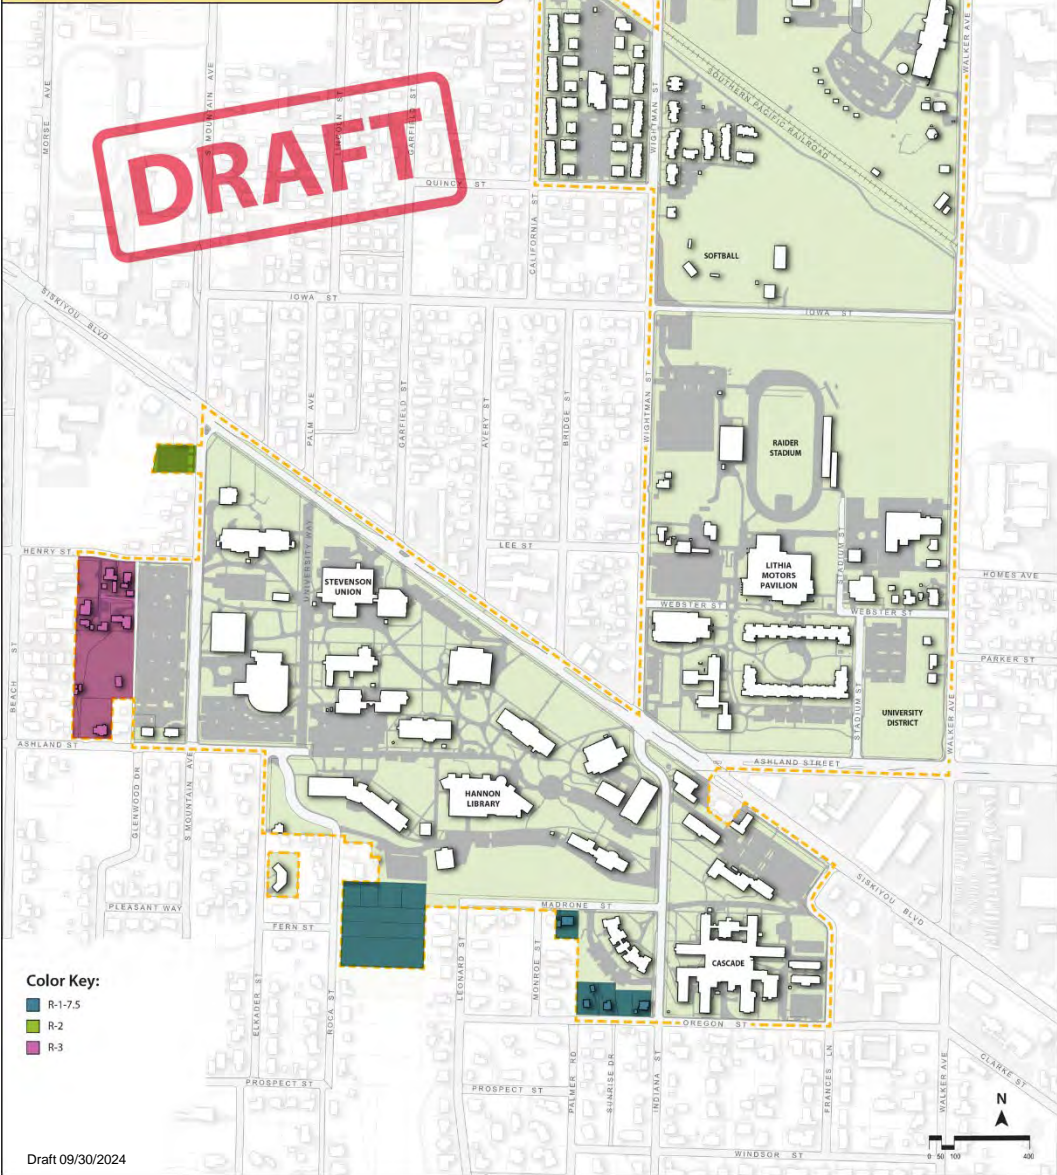 MORSE AVE
S MOUNTAIN AVE
LINCOLN ST
GARFIELD ST
DRAFT
QUINCY ST
CALIFORNIA ST
WIGHTMAN ST
SOUTHERN PACIFIC RAILROAD
WALKER AVE
SOFTBALL
SISKIYOU BLVD
IOWA ST
IOWA ST
PALM AVE
GARFIELD ST
AVERY ST
BRIDGE ST
WIGHTMAN ST
RAIDER
STADIUM
HENRY ST
UNIVERSITY WAY
STEVENSON
UNION
LEE ST
LITHIA
MOTORS
PAVILION
STADIUM ST
HOMES AVE
WEBSTER ST
WEBSTER ST
BEACH ST
PARKER ST
STADIUM ST
UNIVERSITY
DISTRICT
WALKER AVE
ASHLAND ST
ASHLAND STREET
GLENWOOD DR
S MOUNTAIN AVE
HANNON
LIBRARY
SISKIYOU BLVD
PLEASANT WAY
MADRONE ST
FERN ST
CASCADE
ELKADER ST
ROCA ST
LEONARD ST
MONROE ST
Color Key:
R-1-7.5
R-2
R-3
OREGON ST
PROSPECT ST
PROSPECT ST
PALMER RD
SUNRISE DR
INDIANA ST
FRANCES LN
WALKER AVE
CLARKE ST
N
0 50 100 400
WINDSOR ST
Draft 09/30/2024